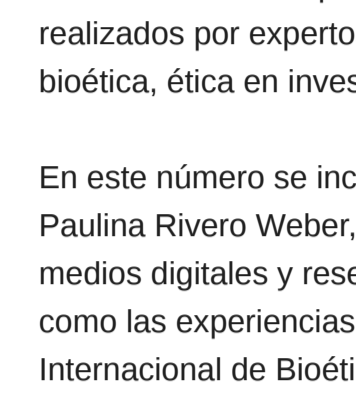 realizados por experto
bioética, ética en inves
En este número se inc
Paulina Rivero Weber,
medios digitales y rese
como las experiencias
Internacional de Bioéti